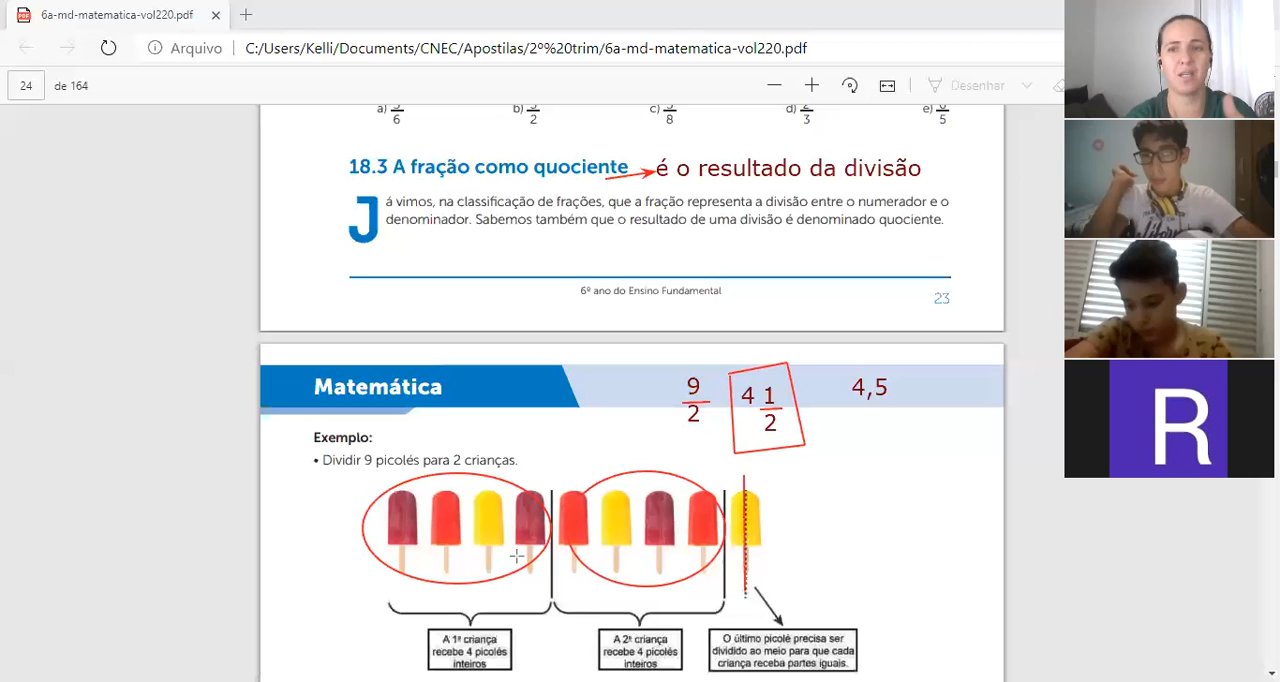 6a-md-matematica-vol220.pdf
Arquivo
C:/Users/Kelli/Documents/CNEC/Apostilas/2º%20trim/6a-md-matematica-vol220.pdf
24 de 164
Desenhar
a) 6 b) 2 c) 8 d) 3 e) 5
18.3 A fração como quociente é o resultado da divisão
Já vimos, na classificação de frações, que a fração representa a divisão entre o numerador e o
denominador. Sabemos também que o resultado de uma divisão é denominado quociente.
6º ano do Ensino Fundamental
23
Matemática
9/2 4 1/2 4,5
Exemplo:
• Dividir 9 picolés para 2 crianças.
A 1ª criança
recebe 4 picolés
inteiros
A 2ª criança
recebe 4 picolés
inteiros
O último picolé precisa ser
dividido ao meio para que cada
criança receba partes iguais.
R